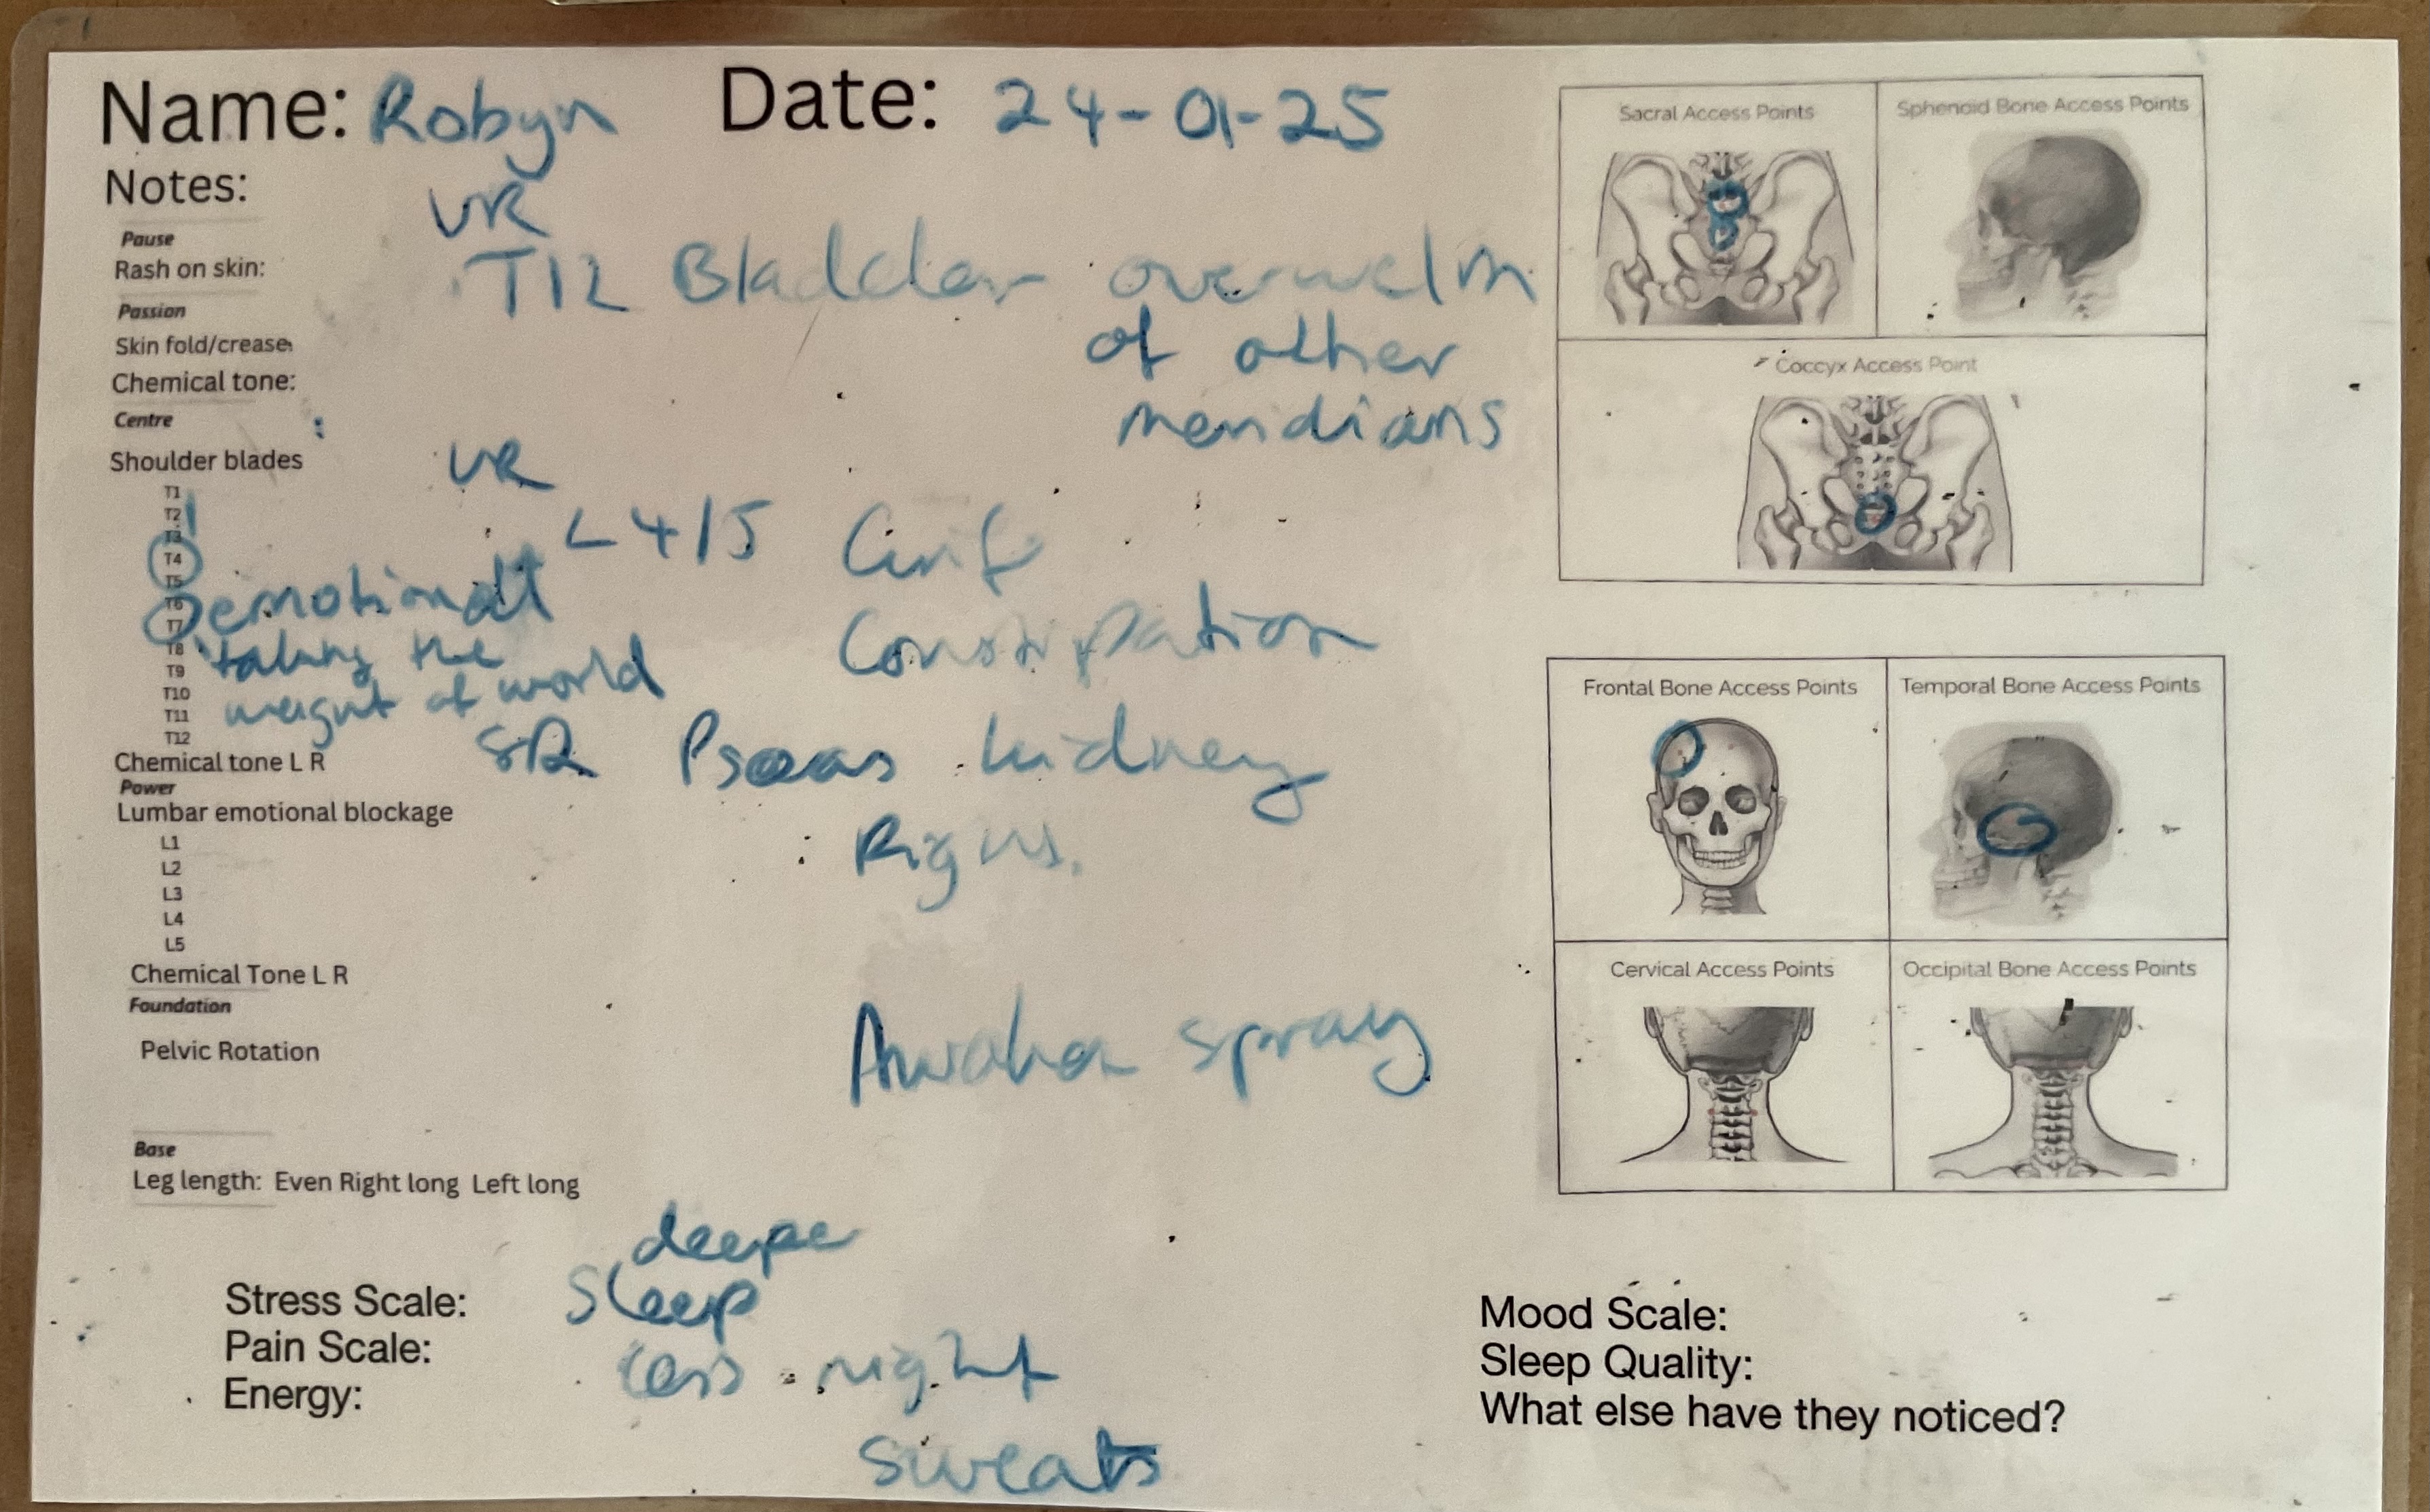 Name: Robyn Date: 24-01-25
Notes:
VR
Pause
Rash on skin:
T12 Bladder overwelm
of other
meridians
Passion
Skin fold/crease:
Chemical tone:
Centre
Shoulder blades
VR
T1
T2
T3
T4
T5
T6
T7
T8
T9
T10
T11
T12
L4/5
Constipation
emotional
taking the
weight of world
SR Psoas kidney
Chemical tone L R
Power
Lumbar emotional blockage
L1
L2
L3
L4
L5
Chemical Tone L R
Foundation
Pelvic Rotation
spray
Base
Leg length: Even Right long Left long
deeper
sleep
less night
sweats
Stress Scale:
Pain Scale:
Energy:
Sacral Access Points
Sphenoid Bone Access Points
Coccyx Access Point
Frontal Bone Access Points
Temporal Bone Access Points
Cervical Access Points
Occipital Bone Access Points
Mood Scale:
Sleep Quality:
What else have they noticed?